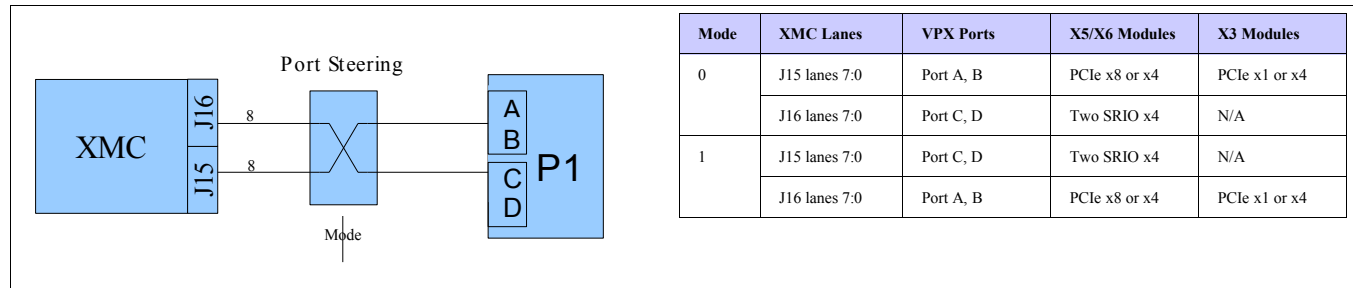 Port Steering
XMC
J16
J15
8
8
A
B
C
D
P1
Mode
Mode XMC Lanes VPX Ports X5/X6 Modules X3 Modules
0 J15 lanes 7:0 Port A, B PCIe x8 or x4 PCIe x1 or x4
J16 lanes 7:0 Port C, D Two SRIO x4 N/A
1 J15 lanes 7:0 Port C, D Two SRIO x4 N/A
J16 lanes 7:0 Port A, B PCIe x8 or x4 PCIe x1 or x4